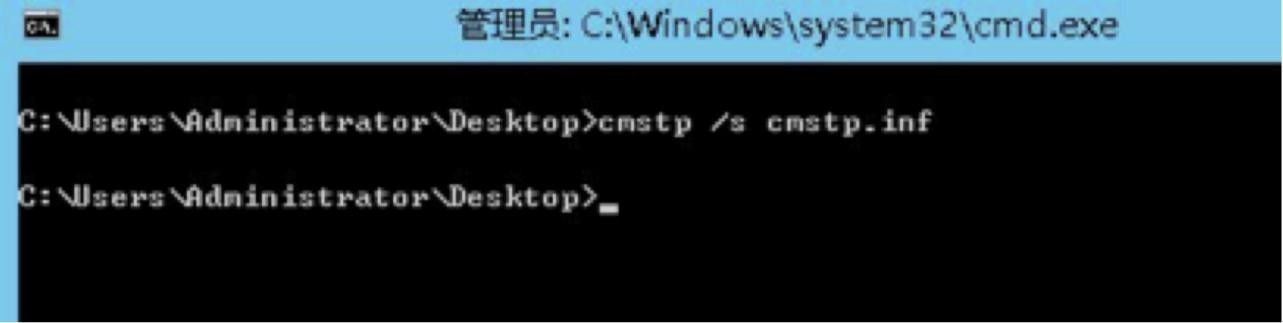 管理员: C:\Windows\system32\cmd.exe
C:\Users\Administrator\Desktop>cmstp /s cmstp.inf
C:\Users\Administrator\Desktop>_